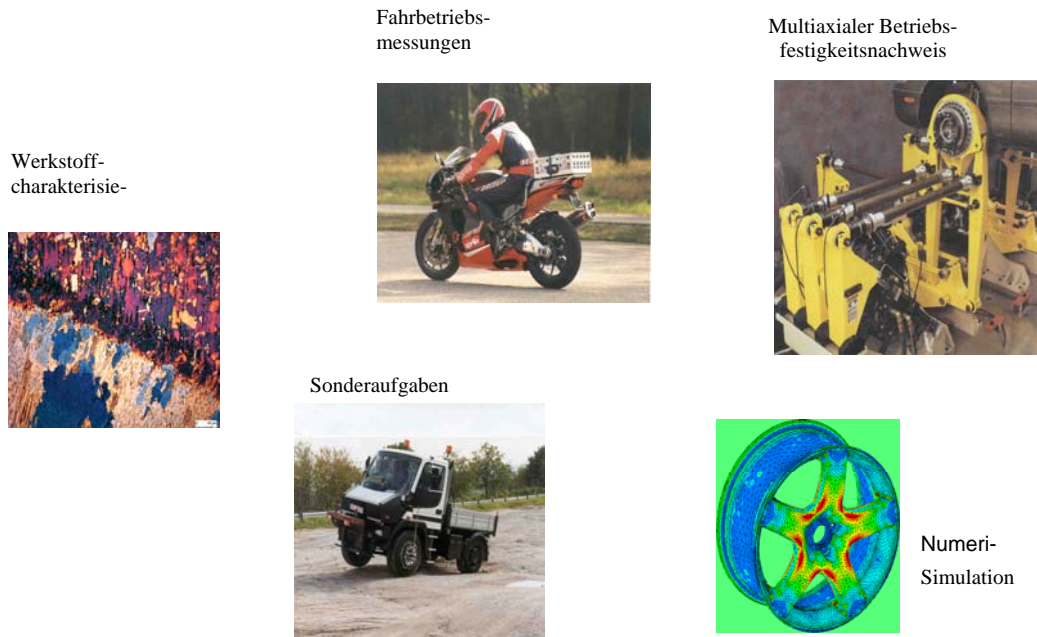 Fahrbetriebs-
messungen
Multiaxialer Betriebs-
festigkeitsnachweis
Werkstoff-
charakterisie-
Sonderaufgaben
Numeri-
Simulation